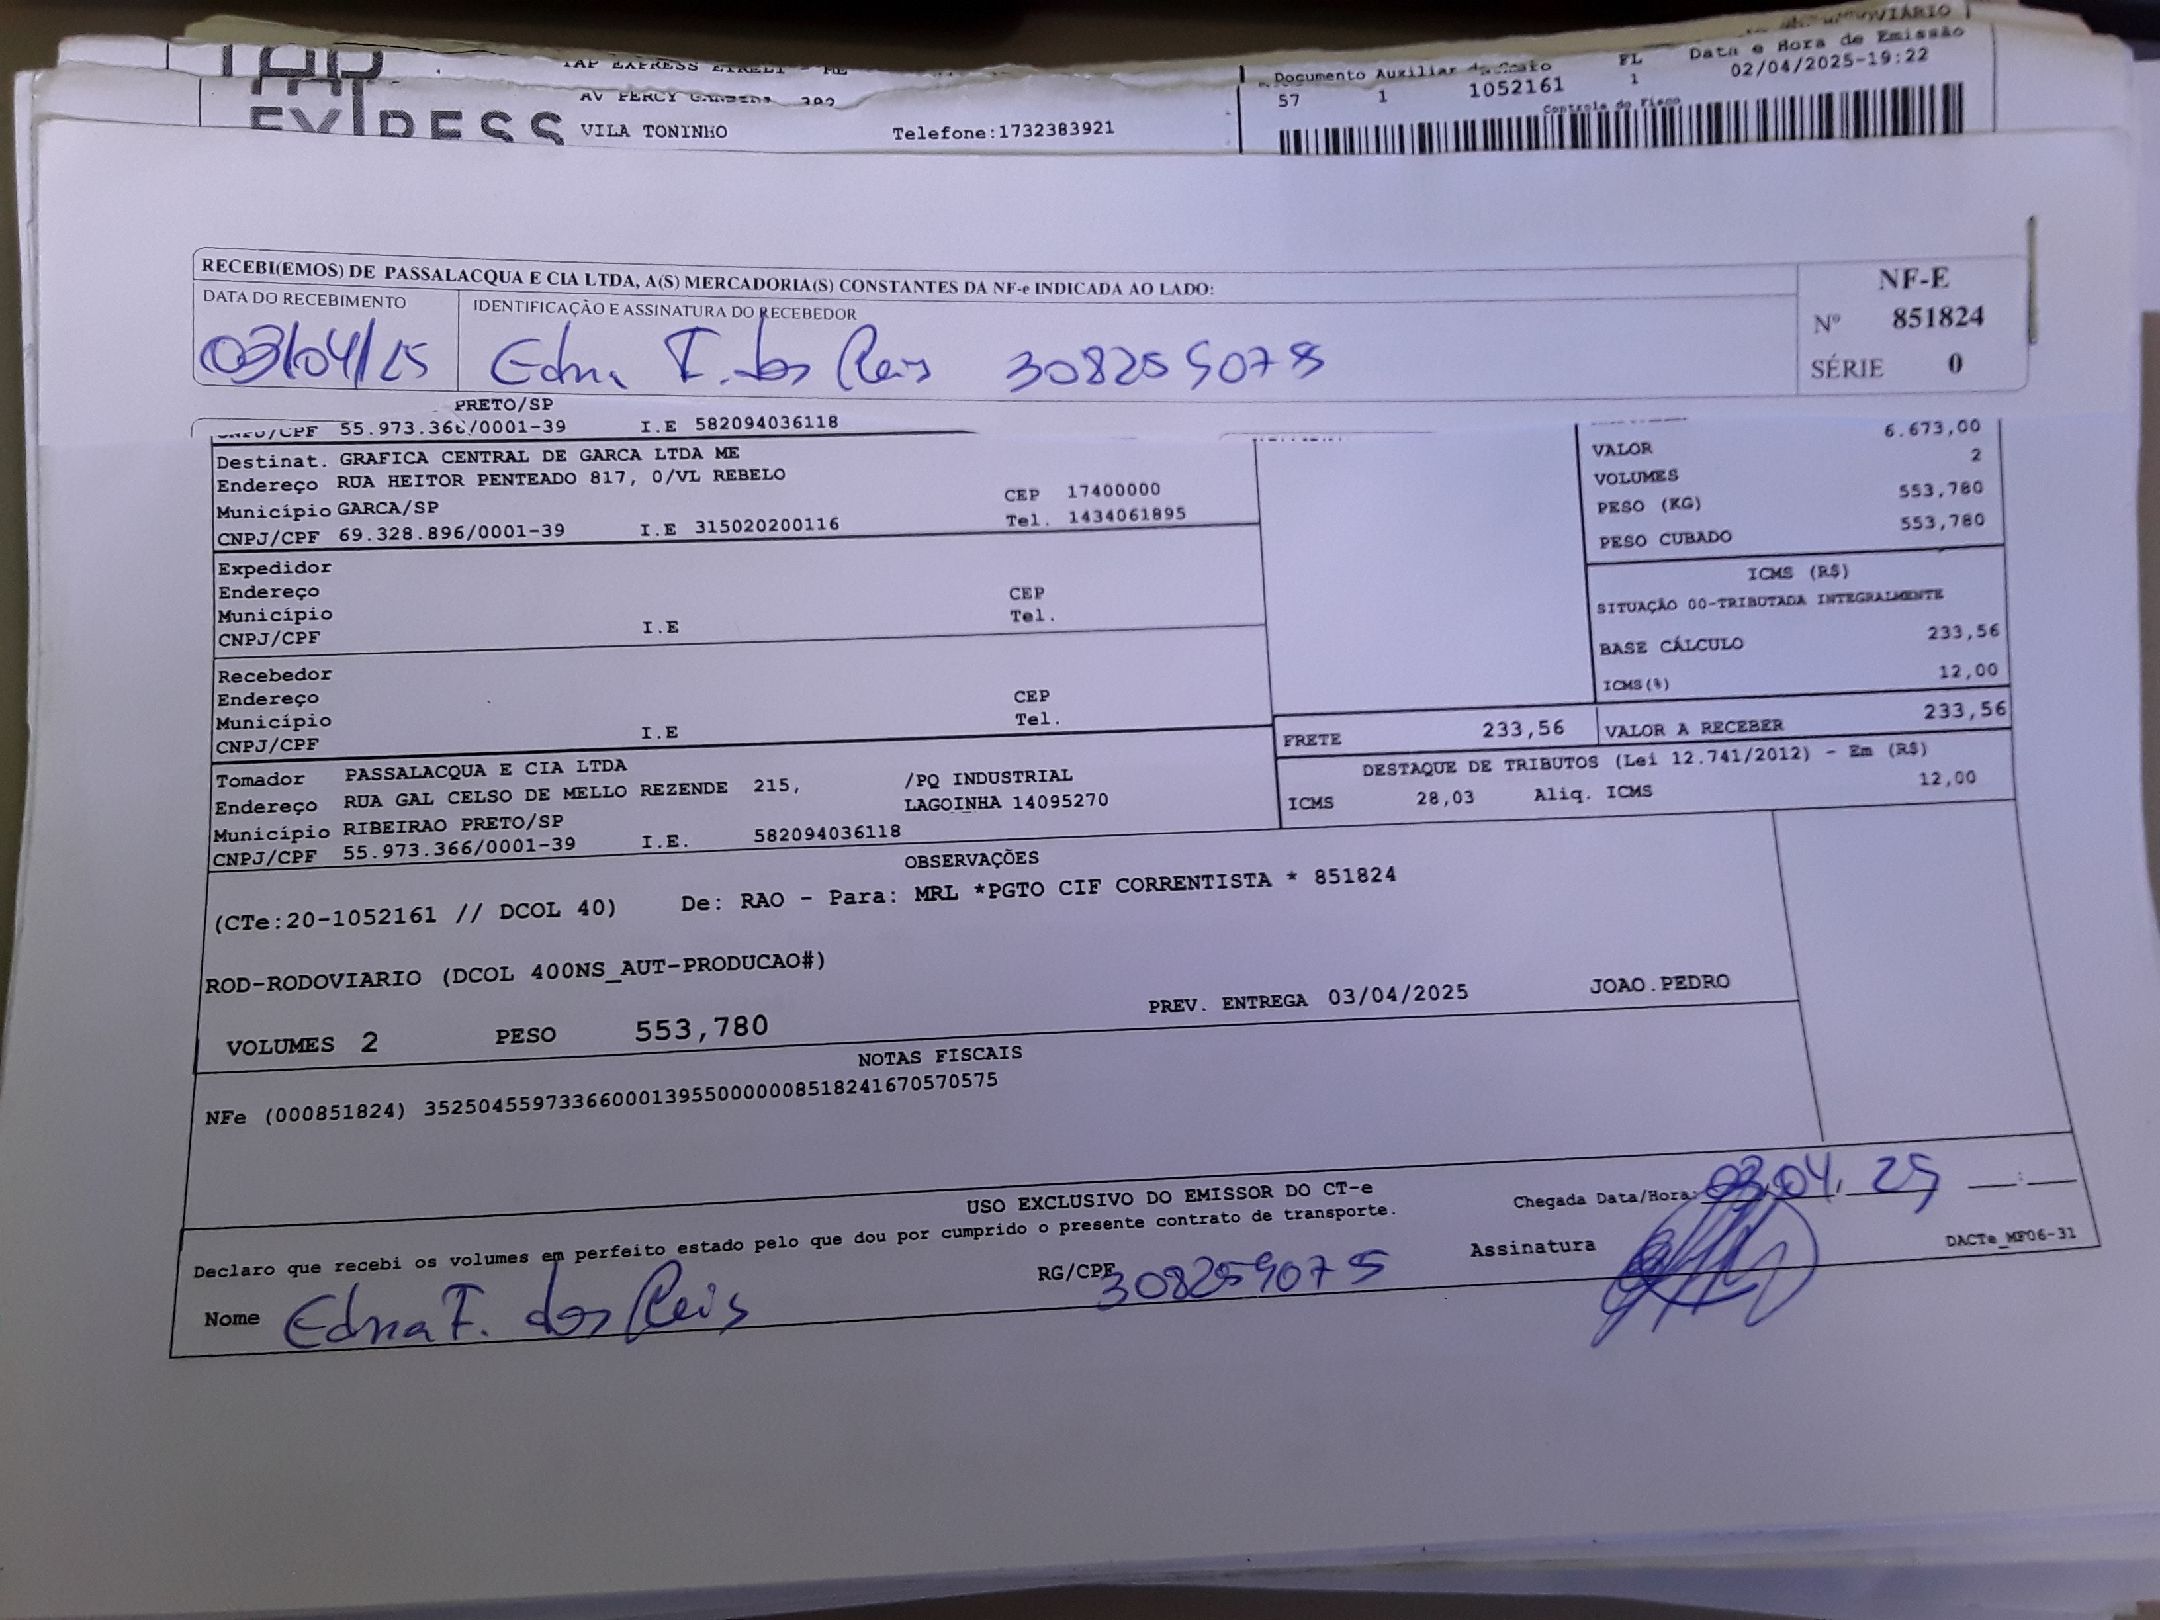 TAP EXPRESS EIRELI - ME
AV PERCY GANDINI 392
VILA TONINHO Telefone:1732383921
EXPRESS
RODOVIÁRIO
Documento Auxiliar FL Data e Hora de Emissão
57 1 1052161 1 02/04/2025-19:22
Controle do Fisco
RECEBI(EMOS) DE PASSALACQUA E CIA LTDA, A(S) MERCADORIA(S) CONSTANTES DA NF-e INDICADA AO LADO:
DATA DO RECEBIMENTO IDENTIFICAÇÃO E ASSINATURA DO RECEBEDOR
03/04/25 Edna F. dos Reis
NF-E
Nº 851824
SÉRIE 0
PRETO/SP
CNPJ/CPF 55.973.366/0001-39 I.E 582094036118
Destinat. GRAFICA CENTRAL DE GARCA LTDA ME
Endereço RUA HEITOR PENTEADO 817, 0/VL REBELO
Município GARCA/SP CEP 17400000
CNPJ/CPF 69.328.896/0001-39 I.E 315020200116 Tel. 1434061895
Expedidor
Endereço CEP
Município Tel.
CNPJ/CPF I.E
Recebedor
Endereço CEP
Município Tel.
CNPJ/CPF I.E
Tomador PASSALACQUA E CIA LTDA
Endereço RUA GAL CELSO DE MELLO REZENDE 215, /PQ INDUSTRIAL
Município RIBEIRAO PRETO/SP LAGOINHA 14095270
CNPJ/CPF 55.973.366/0001-39 I.E. 582094036118
VALOR 6.673,00
VOLUMES 2
PESO (KG) 553,780
PESO CUBADO 553,780
ICMS (R$)
SITUAÇÃO 00-TRIBUTADA INTEGRALMENTE
BASE CÁLCULO 233,56
ICMS(%) 12,00
FRETE 233,56 VALOR A RECEBER 233,56
DESTAQUE DE TRIBUTOS (Lei 12.741/2012) - Em (R$)
ICMS 28,03 Aliq. ICMS 12,00
OBSERVAÇÕES
(CTe:20-1052161 // DCOL 40) De: RAO - Para: MRL *PGTO CIF CORRENTISTA * 851824
ROD-RODOVIARIO (DCOL 400NS_AUT-PRODUCAO#)
VOLUMES 2 PESO 553,780 PREV. ENTREGA 03/04/2025 JOAO.PEDRO
NOTAS FISCAIS
NFe (000851824) 35250455973366000139550000008518241670570575
USO EXCLUSIVO DO EMISSOR DO CT-e
Declaro que recebi os volumes em perfeito estado pelo que dou por cumprido o presente contrato de transporte.
Chegada Data/Hora: 03.04.25
Nome Edna F. dos Reis RG/CPF Assinatura
DACTe_MF06-31